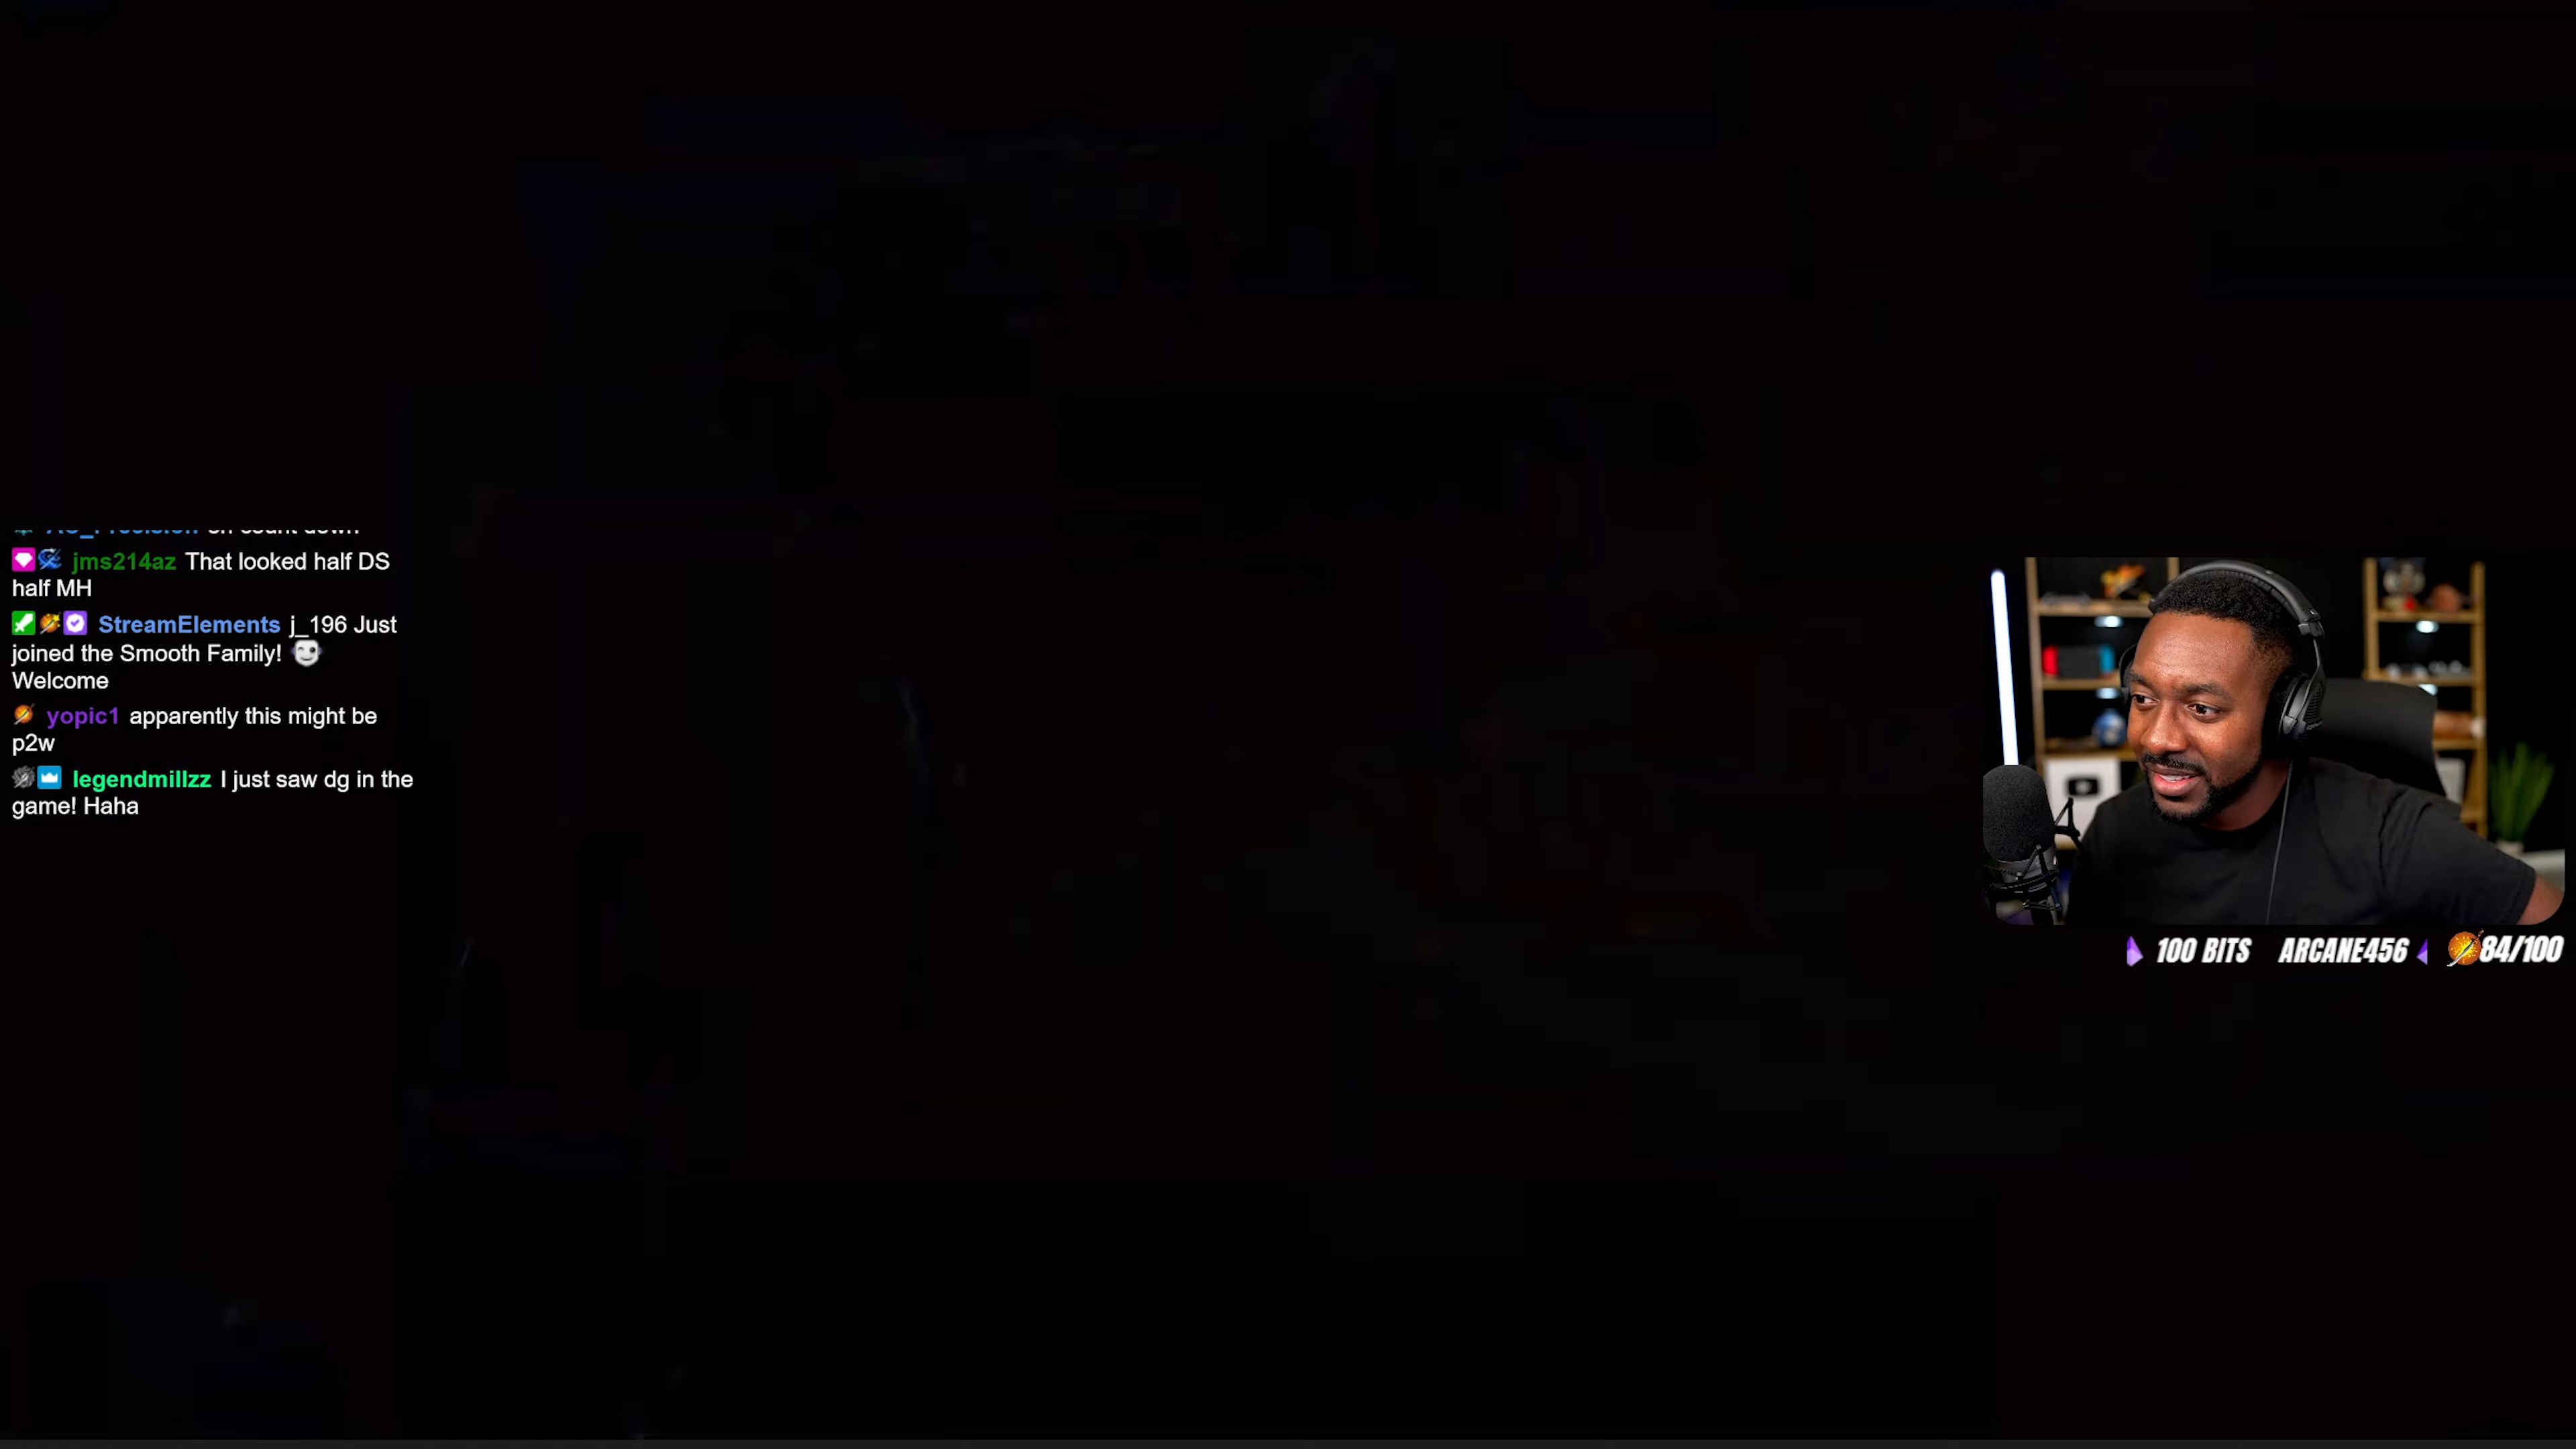 jms214az That looked half DS
half MH
StreamElements j_196 Just
joined the Smooth Family!
Welcome
yopic1 apparently this might be
p2w
legendmillzz I just saw dg in the
game! Haha
100 BITS ARCANE456 84/100